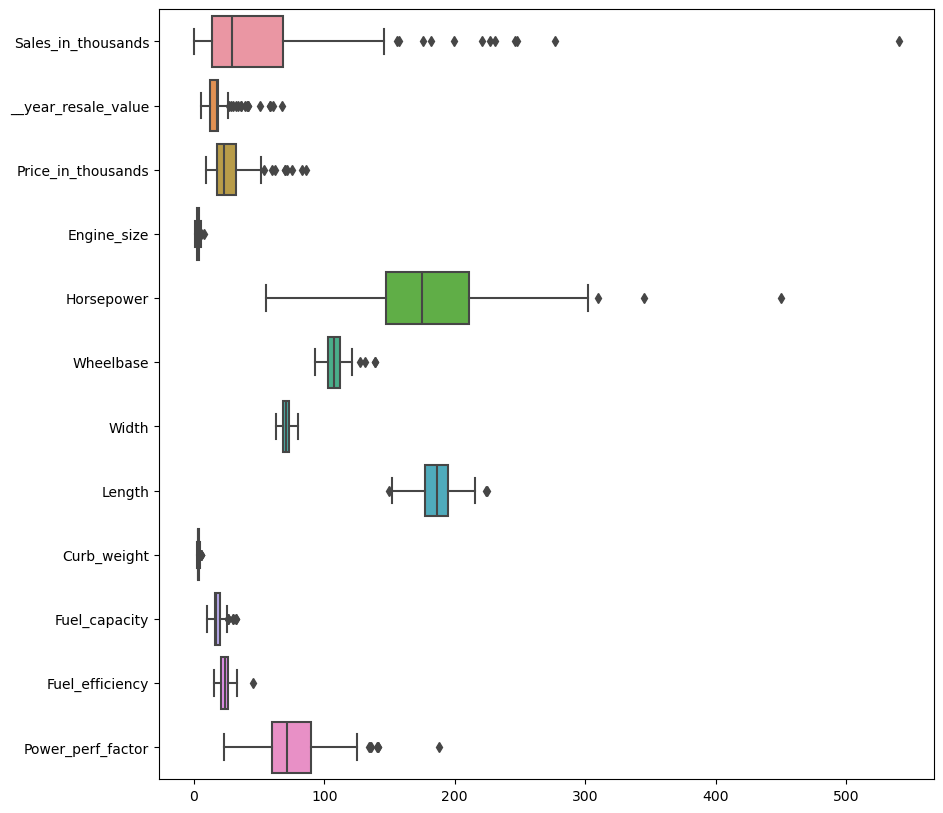 Sales_in_thousands
__year_resale_value
Price_in_thousands
Engine_size
Horsepower
Wheelbase
Width
Length
Curb_weight
Fuel_capacity
Fuel_efficiency
Power_perf_factor
0 100 200 300 400 500